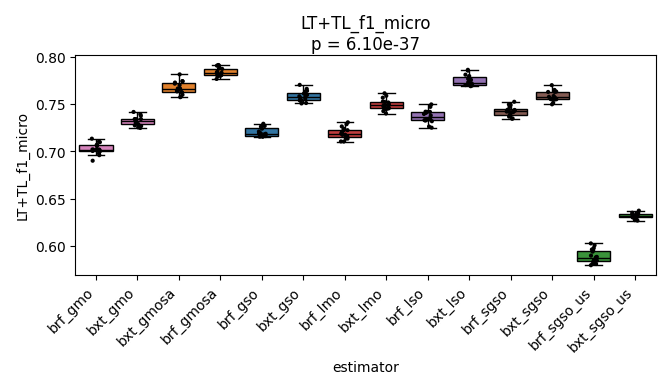 LT+TL_f1_micro
p = 6.10e-37
LT+TL_f1_micro
0.80
0.75
0.70
0.65
0.60
brf_gmo
bxt_gmo
bxt_gmosa
brf_gmosa
brf_gso
bxt_gso
brf_lmo
bxt_lmo
brf_lso
bxt_lso
brf_sgso
bxt_sgso
brf_sgso_us
bxt_sgso_us
estimator